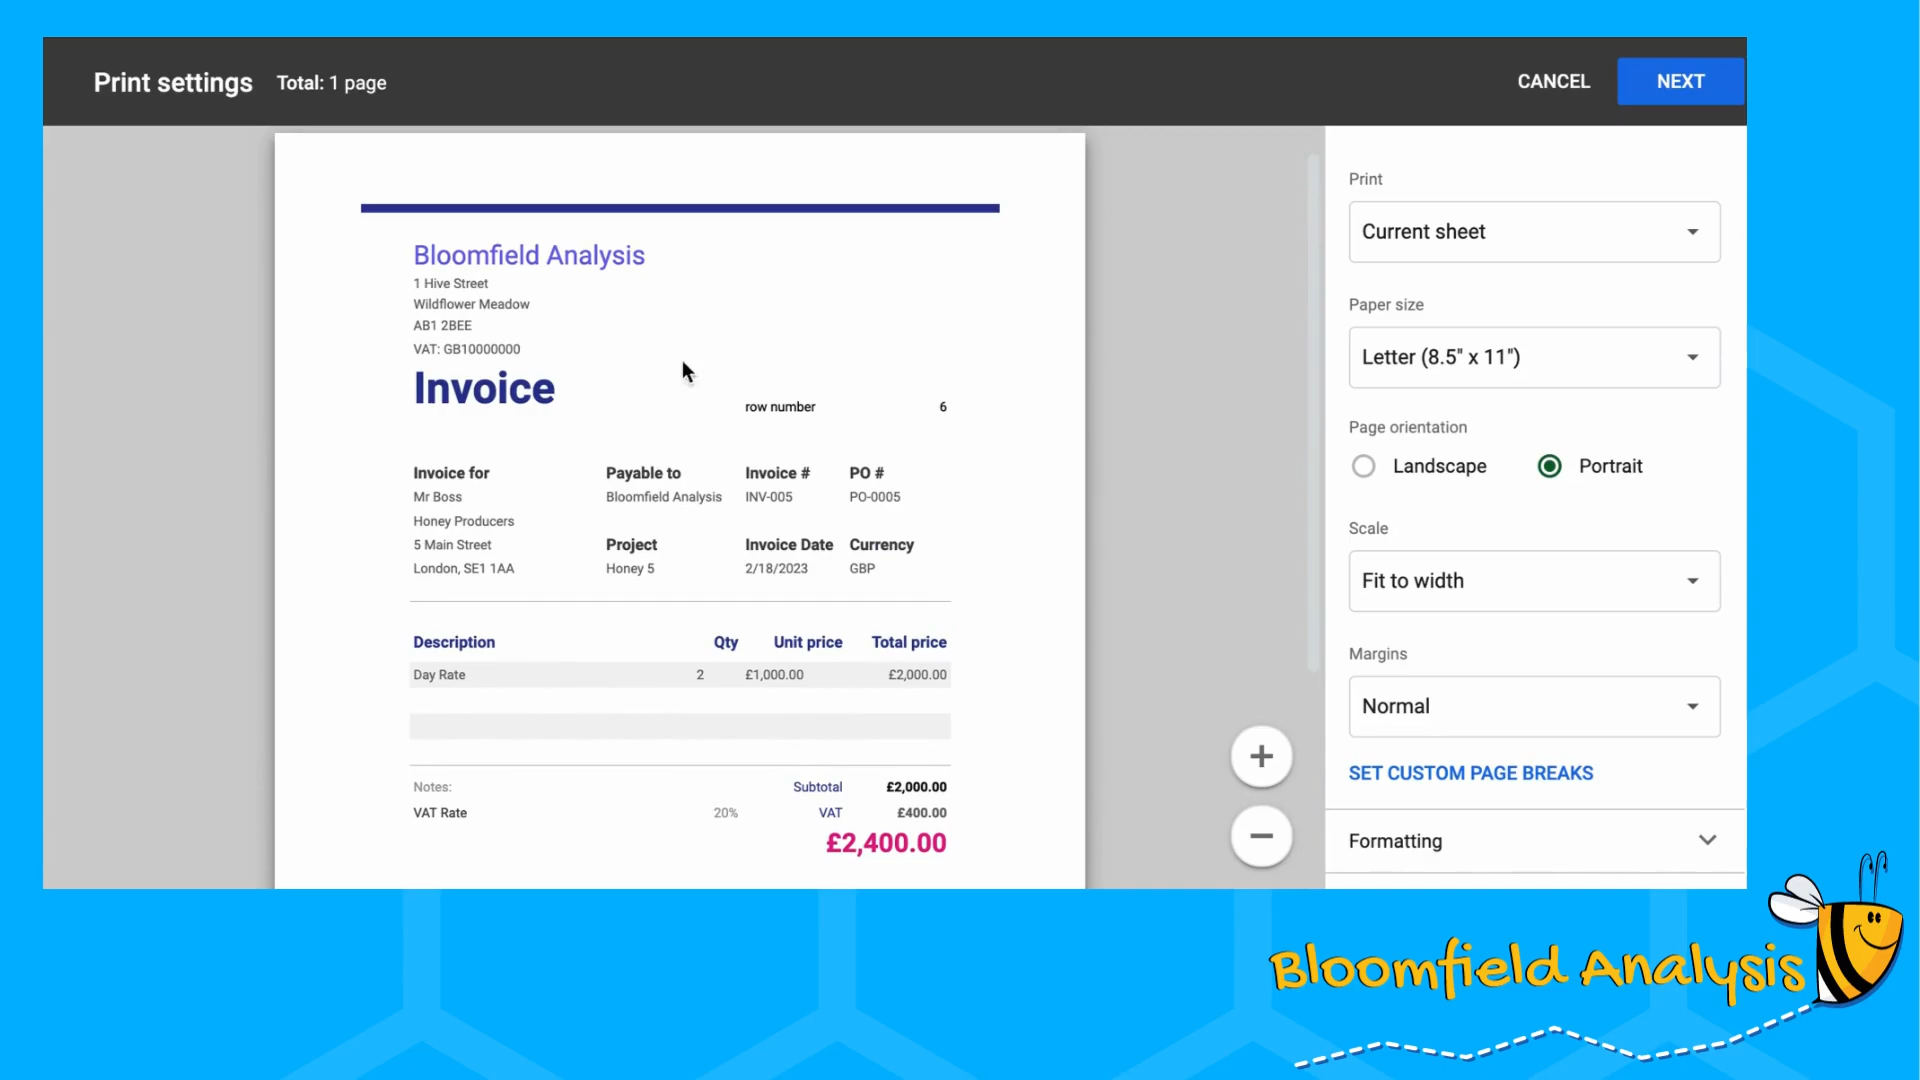 Print settings Total: 1 page CANCEL NEXT
Bloomfield Analysis
1 Hive Street
Wildflower Meadow
AB1 2BEE
VAT: GB10000000
Invoice
row number 6
Invoice for Payable to Invoice # PO #
Mr Boss Bloomfield Analysis INV-005 PO-0005
Honey Producers
5 Main Street Project Invoice Date Currency
London, SE1 1AA Honey 5 2/18/2023 GBP
Description Qty Unit price Total price
Day Rate 2 £1,000.00 £2,000.00
Notes: Subtotal £2,000.00
VAT Rate 20% VAT £400.00
£2,400.00
Print
Current sheet
Paper size
Letter (8.5" x 11")
Page orientation
Landscape Portrait
Scale
Fit to width
Margins
Normal
SET CUSTOM PAGE BREAKS
Formatting
Bloomfield Analysis